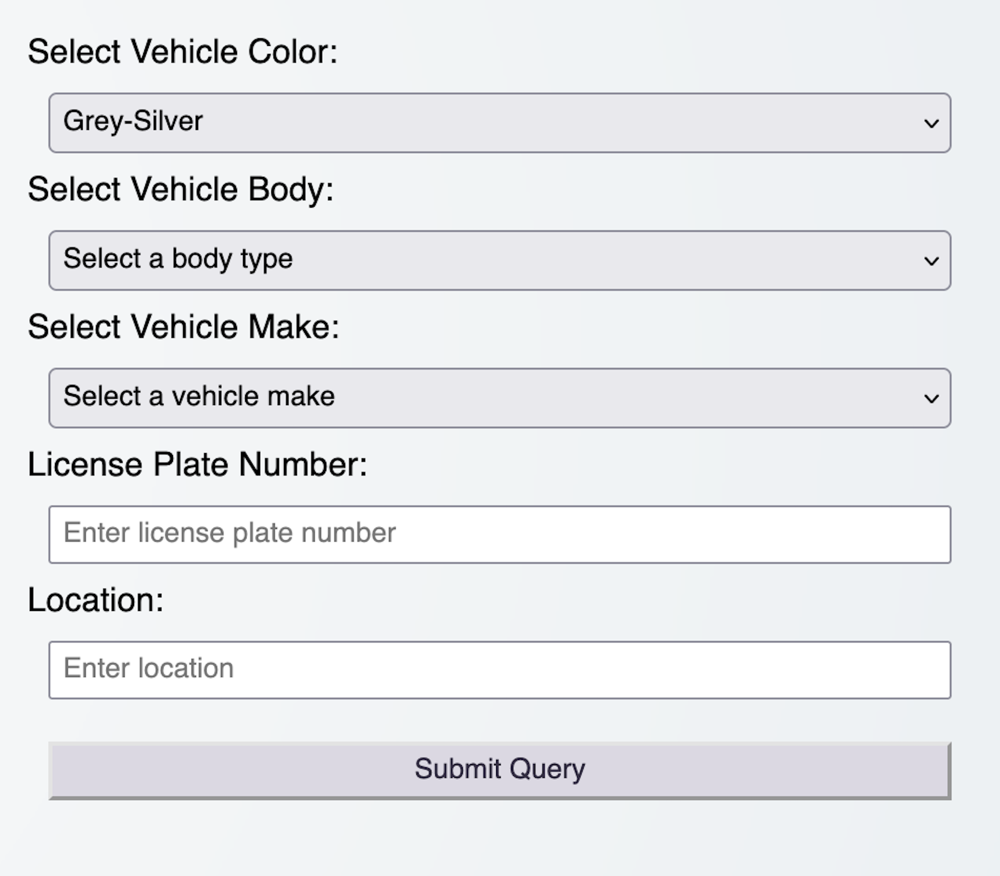 Select Vehicle Color:
Grey-Silver
Select Vehicle Body:
Select a body type
Select Vehicle Make:
Select a vehicle make
License Plate Number:
Enter license plate number
Location:
Enter location
Submit Query